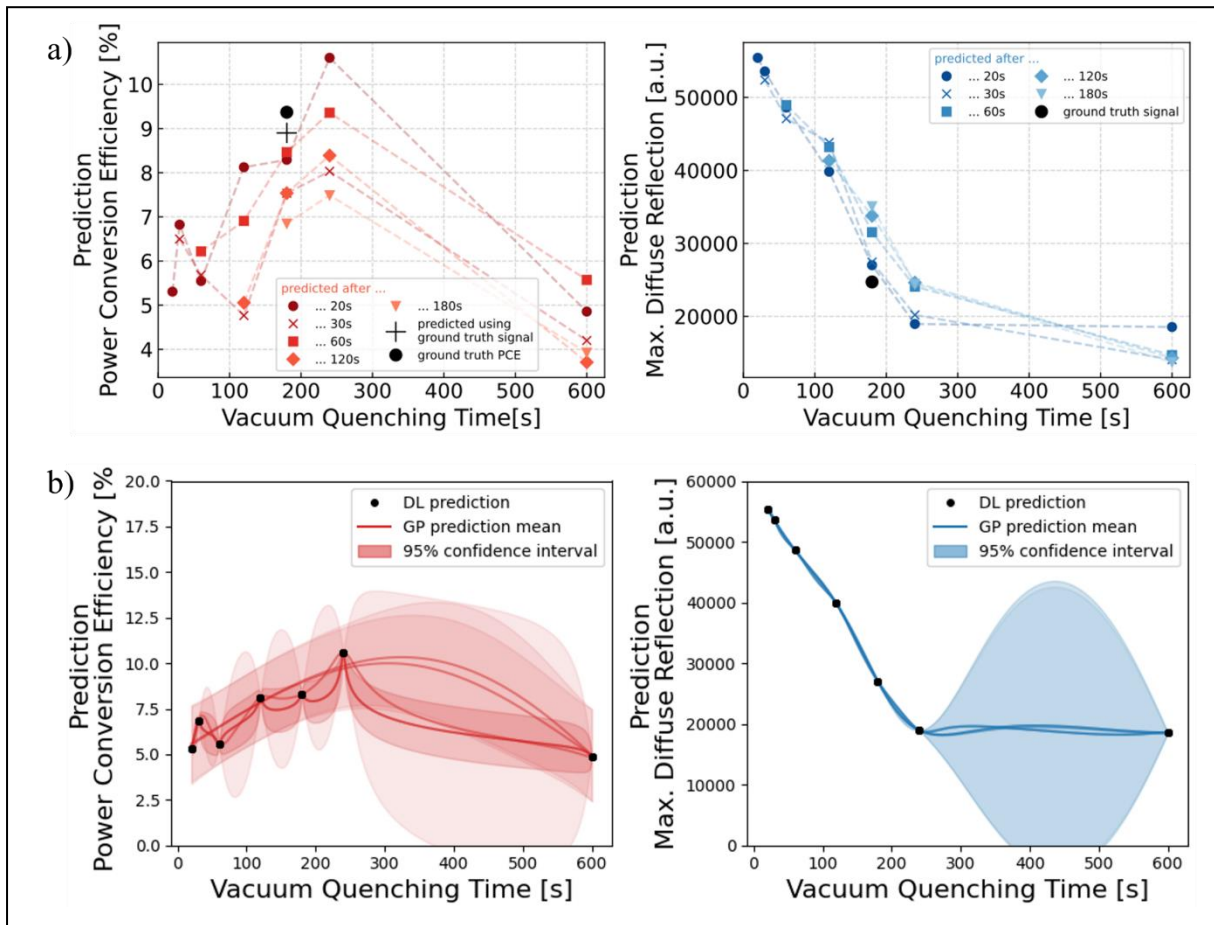 a)
Prediction
Power Conversion Efficiency [%]
10
9
8
7
6
5
4
predicted after ...
... 20s
... 30s
... 60s
... 120s
... 180s
predicted using
ground truth signal
ground truth PCE
0 100 200 300 400 500 600
Vacuum Quenching Time[s]
Prediction
Max. Diffuse Reflection [a.u.]
50000
40000
30000
20000
predicted after ...
... 20s
... 30s
... 60s
... 120s
... 180s
ground truth signal
0 100 200 300 400 500 600
Vacuum Quenching Time [s]
b)
Prediction
Power Conversion Efficiency [%
20.0
17.5
15.0
12.5
10.0
7.5
5.0
2.5
0.0
DL prediction
GP prediction mean
95% confidence interval
0 100 200 300 400 500 600
Vacuum Quenching Time [s]
Prediction
Max. Diffuse Reflection [a.u.]
60000
50000
40000
30000
20000
10000
0
DL prediction
GP prediction mean
95% confidence interval
0 100 200 300 400 500 600
Vacuum Quenching Time [s]